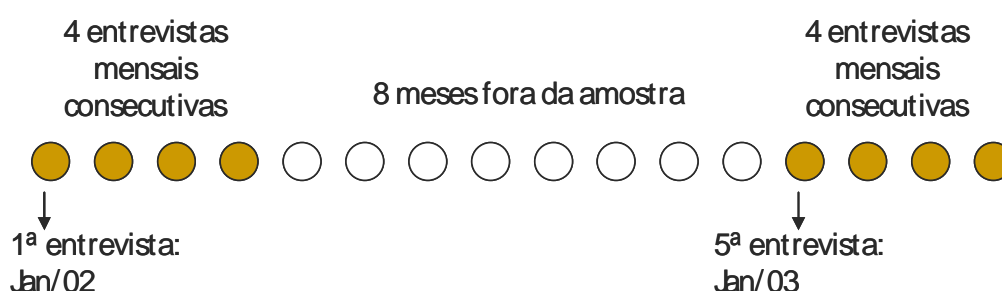 4 entrevistas
mensais
consecutivas
8 meses fora da amostra
4 entrevistas
mensais
consecutivas
1ª entrevista:
Jan/02
5ª entrevista:
Jan/03